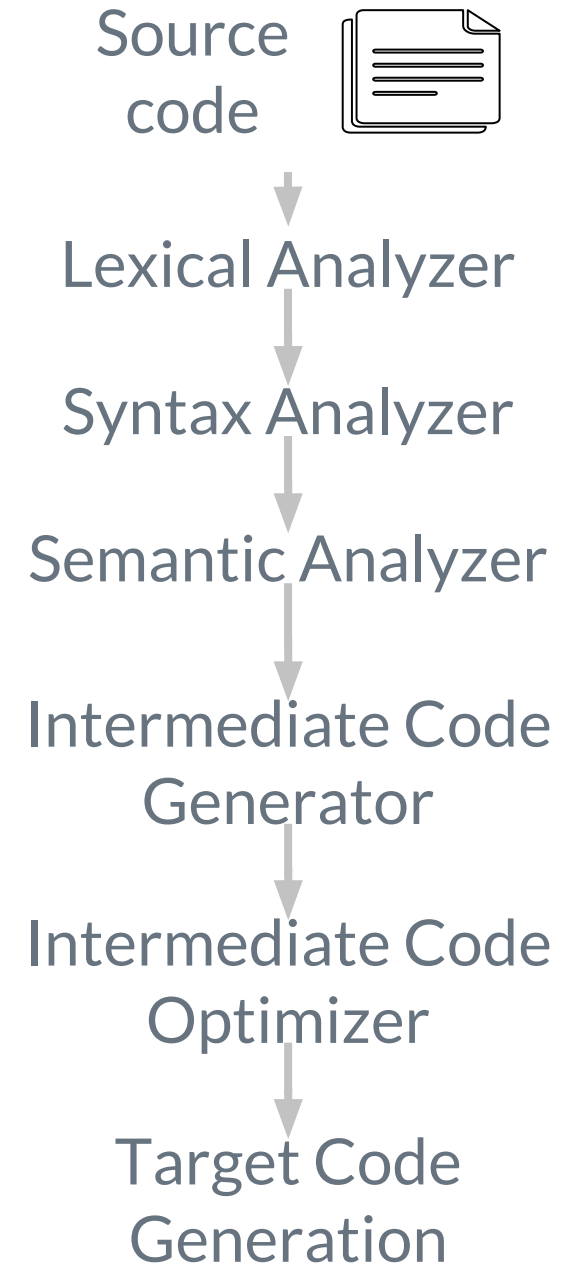 Source
code
Lexical Analyzer
Syntax Analyzer
Semantic Analyzer
Intermediate Code
Generator
Intermediate Code
Optimizer
Target Code
Generation